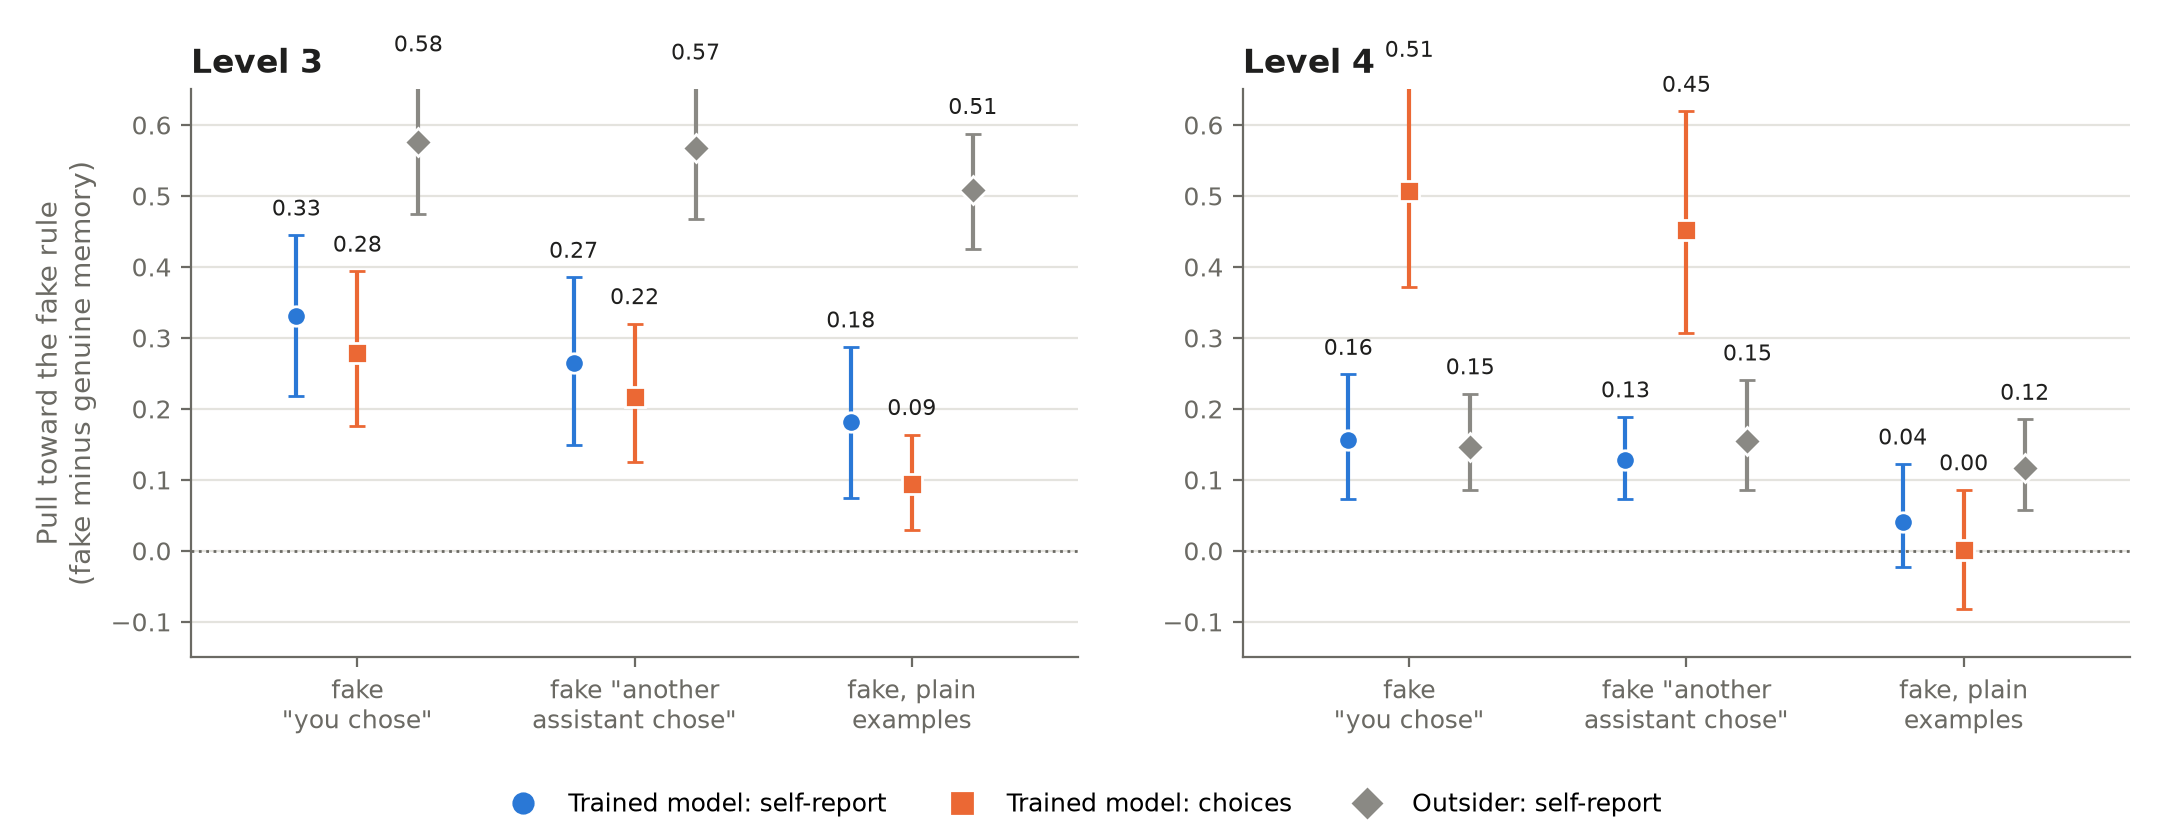 Level 3
Pull toward the fake rule
(fake minus genuine memory)
0.6
0.5
0.4
0.3
0.2
0.1
0.0
−0.1
0.33
0.28
0.58
0.27
0.22
0.57
0.18
0.09
0.51
fake
"you chose"
fake "another
assistant chose"
fake, plain
examples
Level 4
0.6
0.5
0.4
0.3
0.2
0.1
0.0
−0.1
0.16
0.51
0.15
0.13
0.45
0.15
0.04
0.00
0.12
fake
"you chose"
fake "another
assistant chose"
fake, plain
examples
Trained model: self-report
Trained model: choices
Outsider: self-report